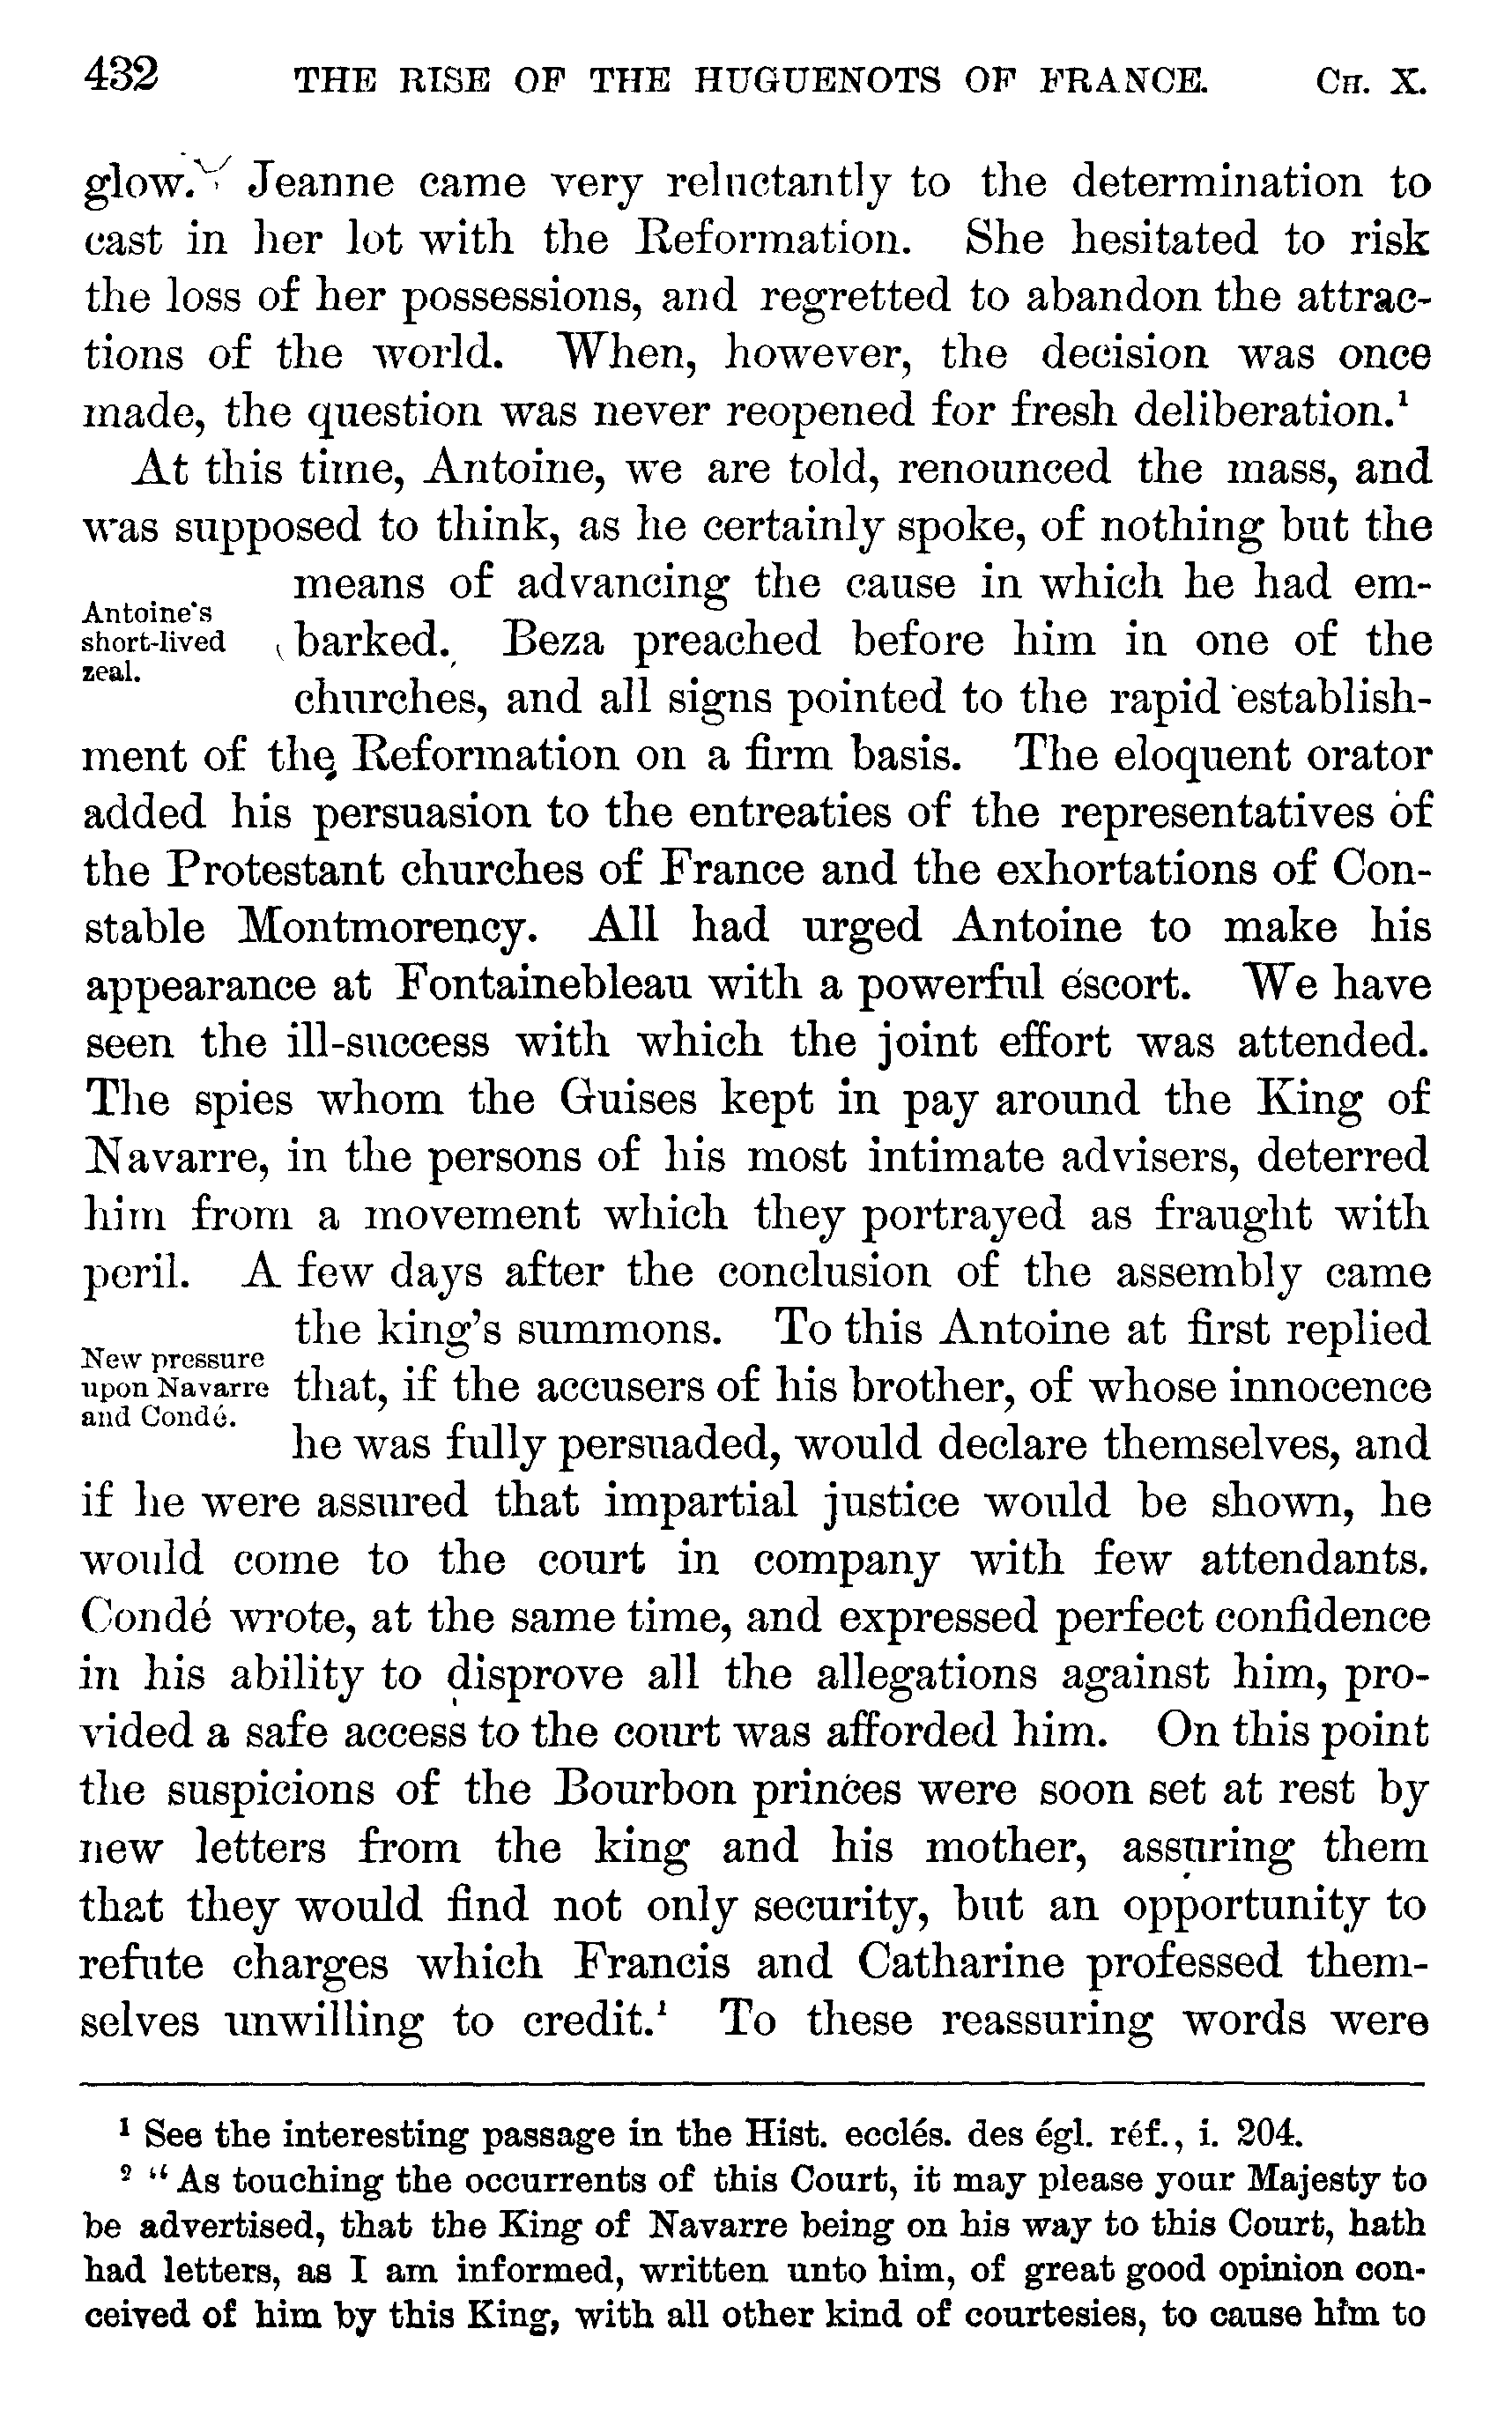 432 THE RISE OF THE HUGUENOTS OF FRANCE. CH. X.
glow. Jeanne came very reluctantly to the determination to
cast in her lot with the Reformation. She hesitated to risk
the loss of her possessions, and regretted to abandon the attrac-
tions of the world. When, however, the decision was once
made, the question was never reopened for fresh deliberation.¹
At this time, Antoine, we are told, renounced the mass, and
was supposed to think, as he certainly spoke, of nothing but the
Antoine's
short-lived
zeal.
means of advancing the cause in which he had em-
barked. Beza preached before him in one of the
churches, and all signs pointed to the rapid establish-
ment of the Reformation on a firm basis. The eloquent orator
added his persuasion to the entreaties of the representatives of
the Protestant churches of France and the exhortations of Con-
stable Montmorency. All had urged Antoine to make his
appearance at Fontainebleau with a powerful escort. We have
seen the ill-success with which the joint effort was attended.
The spies whom the Guises kept in pay around the King of
Navarre, in the persons of his most intimate advisers, deterred
him from a movement which they portrayed as fraught with
peril. A few days after the conclusion of the assembly came
New pressure
upon Navarre
and Condé.
the king's summons. To this Antoine at first replied
that, if the accusers of his brother, of whose innocence
he was fully persuaded, would declare themselves, and
if he were assured that impartial justice would be shown, he
would come to the court in company with few attendants.
Condé wrote, at the same time, and expressed perfect confidence
in his ability to disprove all the allegations against him, pro-
vided a safe access to the court was afforded him. On this point
the suspicions of the Bourbon princes were soon set at rest by
new letters from the king and his mother, assuring them
that they would find not only security, but an opportunity to
refute charges which Francis and Catharine professed them-
selves unwilling to credit.¹ To these reassuring words were
¹ See the interesting passage in the Hist. ecclés. des égl. réf., i. 204.
² "As touching the occurrents of this Court, it may please your Majesty to
be advertised, that the King of Navarre being on his way to this Court, hath
had letters, as I am informed, written unto him, of great good opinion con-
ceived of him by this King, with all other kind of courtesies, to cause him to